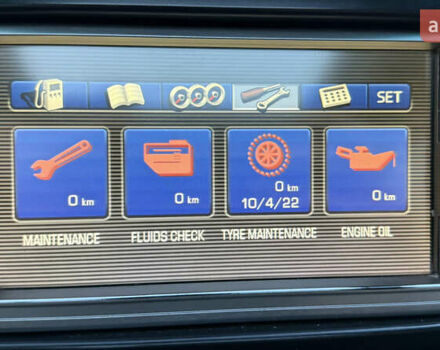 a
SET
0 km
0 km
0 km
10/4/22
0 km
MAINTENANCE
FLUIDS CHECK
TYRE MAINTENANCE
ENGINE OIL